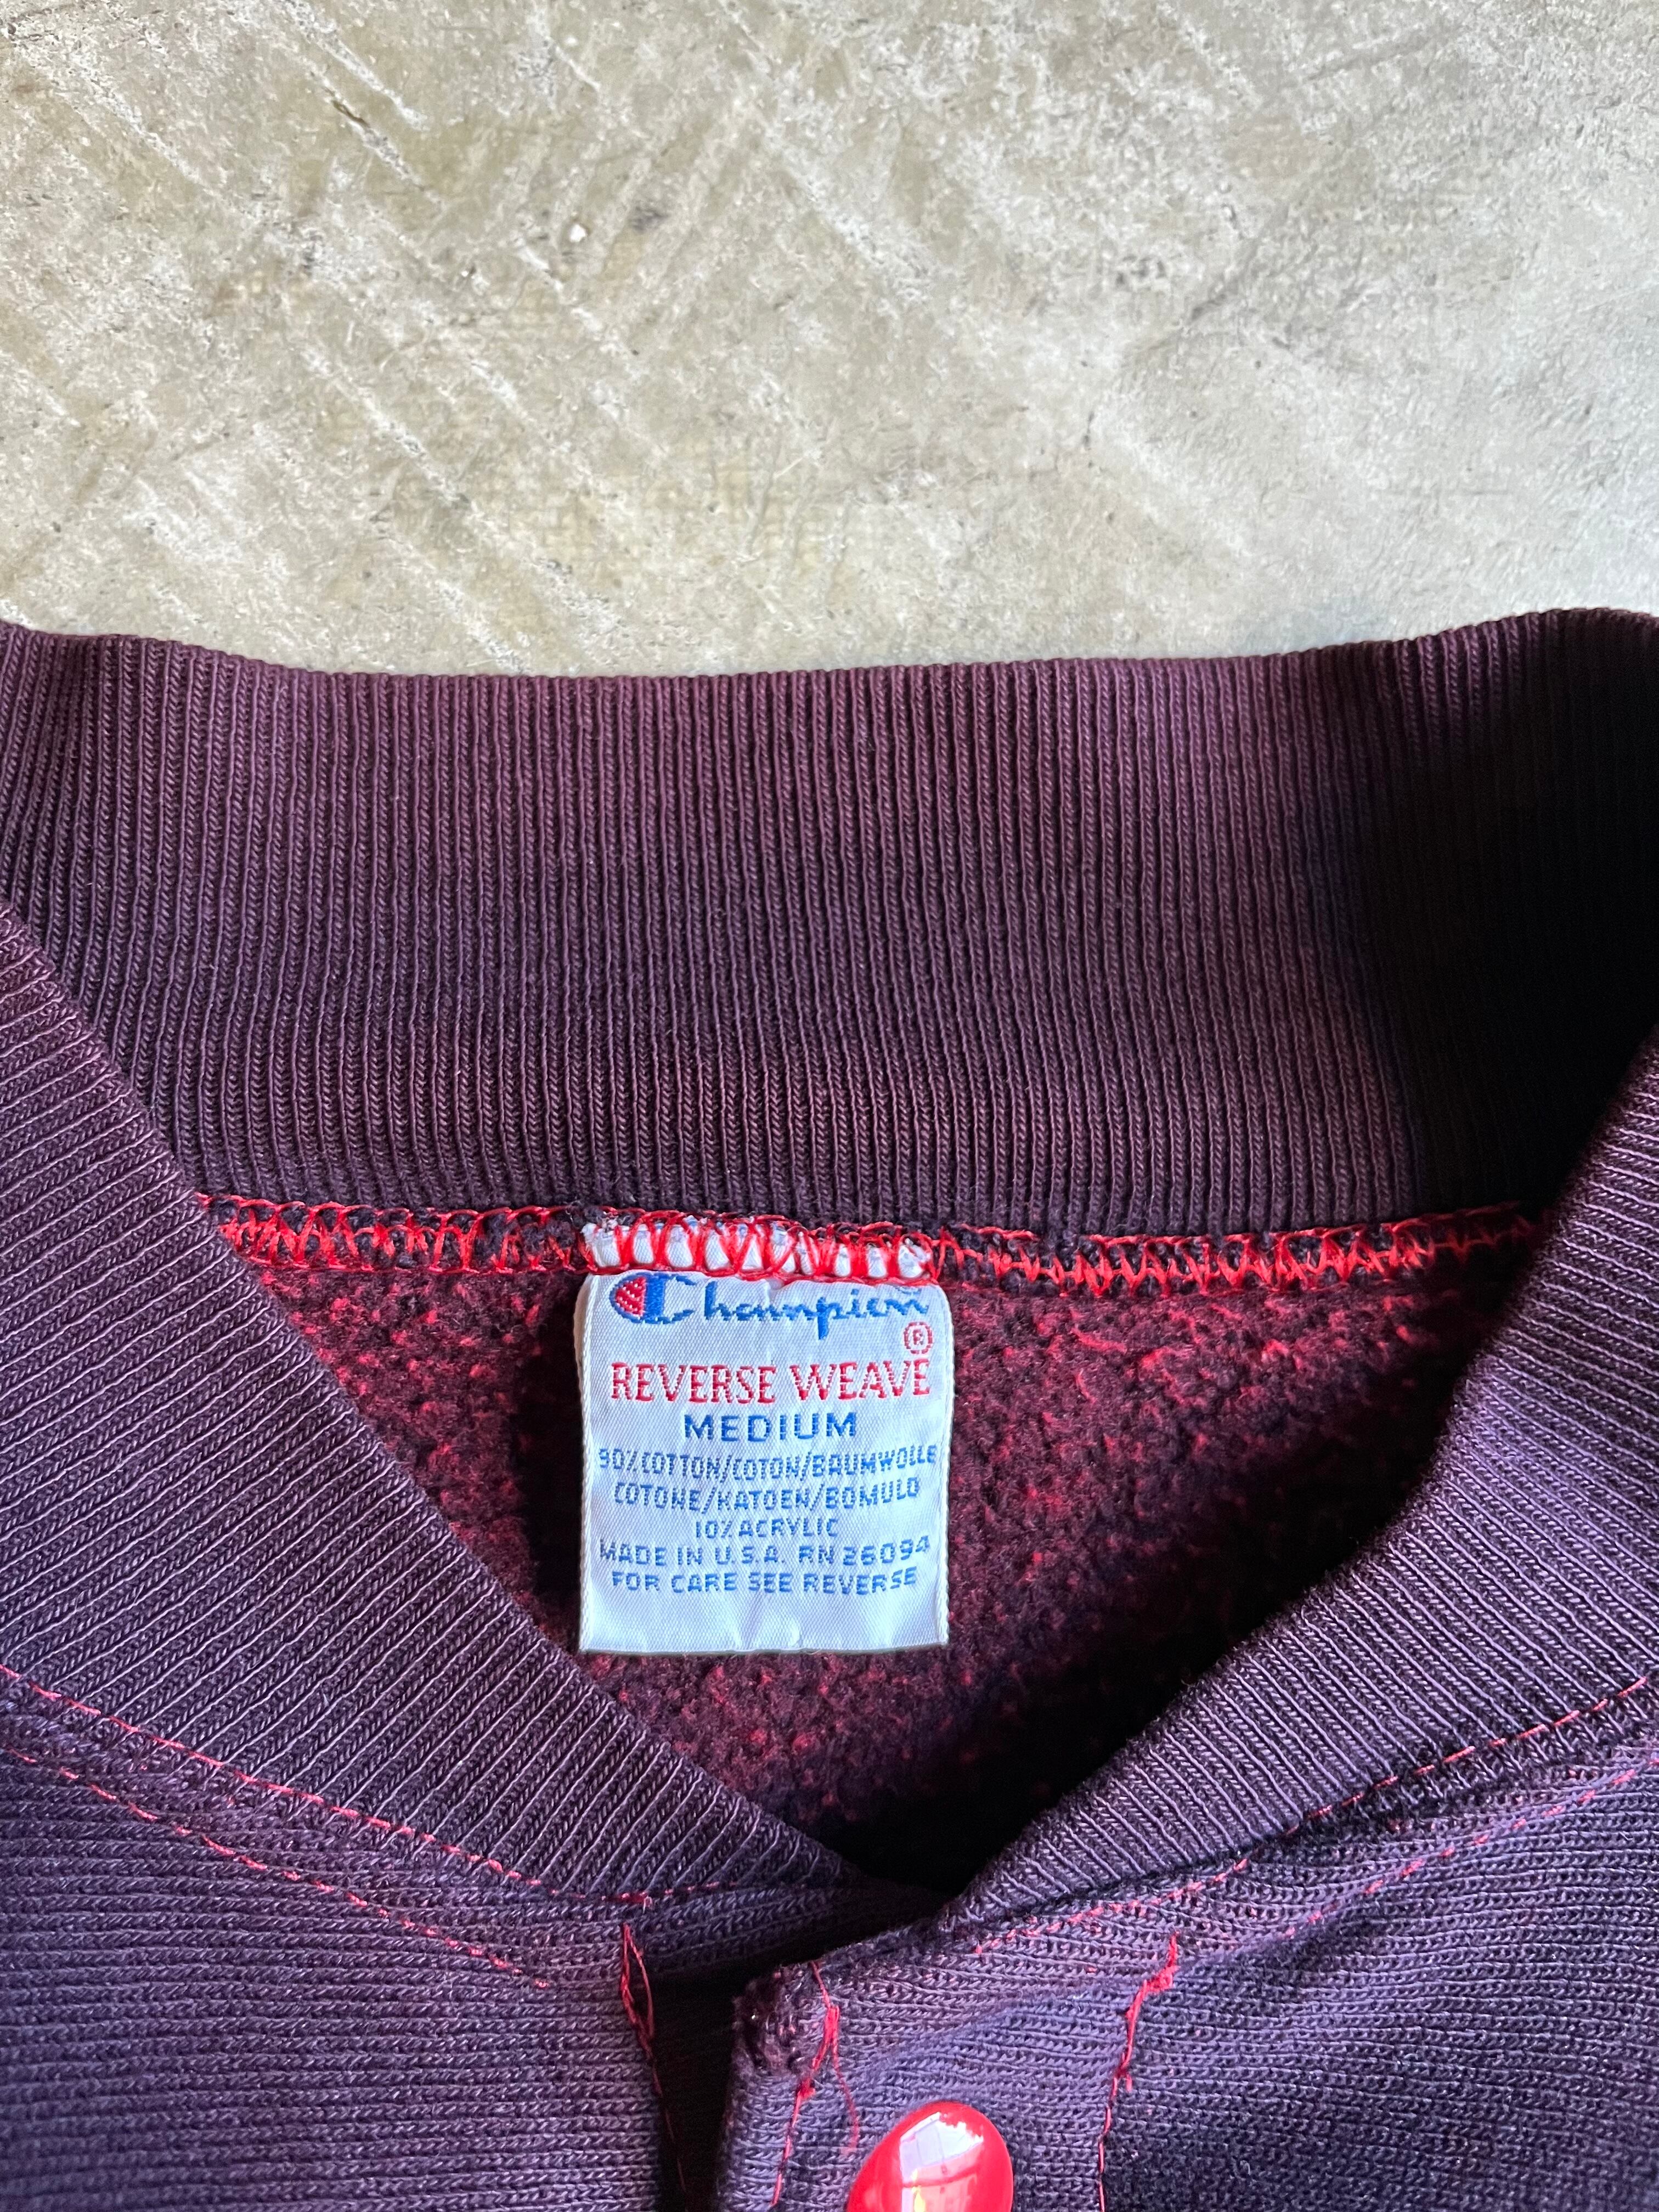 Champion
®
REVERSE WEAVE
MEDIUM
90% COTTON/COTON/BAUMWOLLE
COTONE/KATOEN/BOMULD
10% ACRYLIC
MADE IN U.S.A. RN 26094
FOR CARE SEE REVERSE